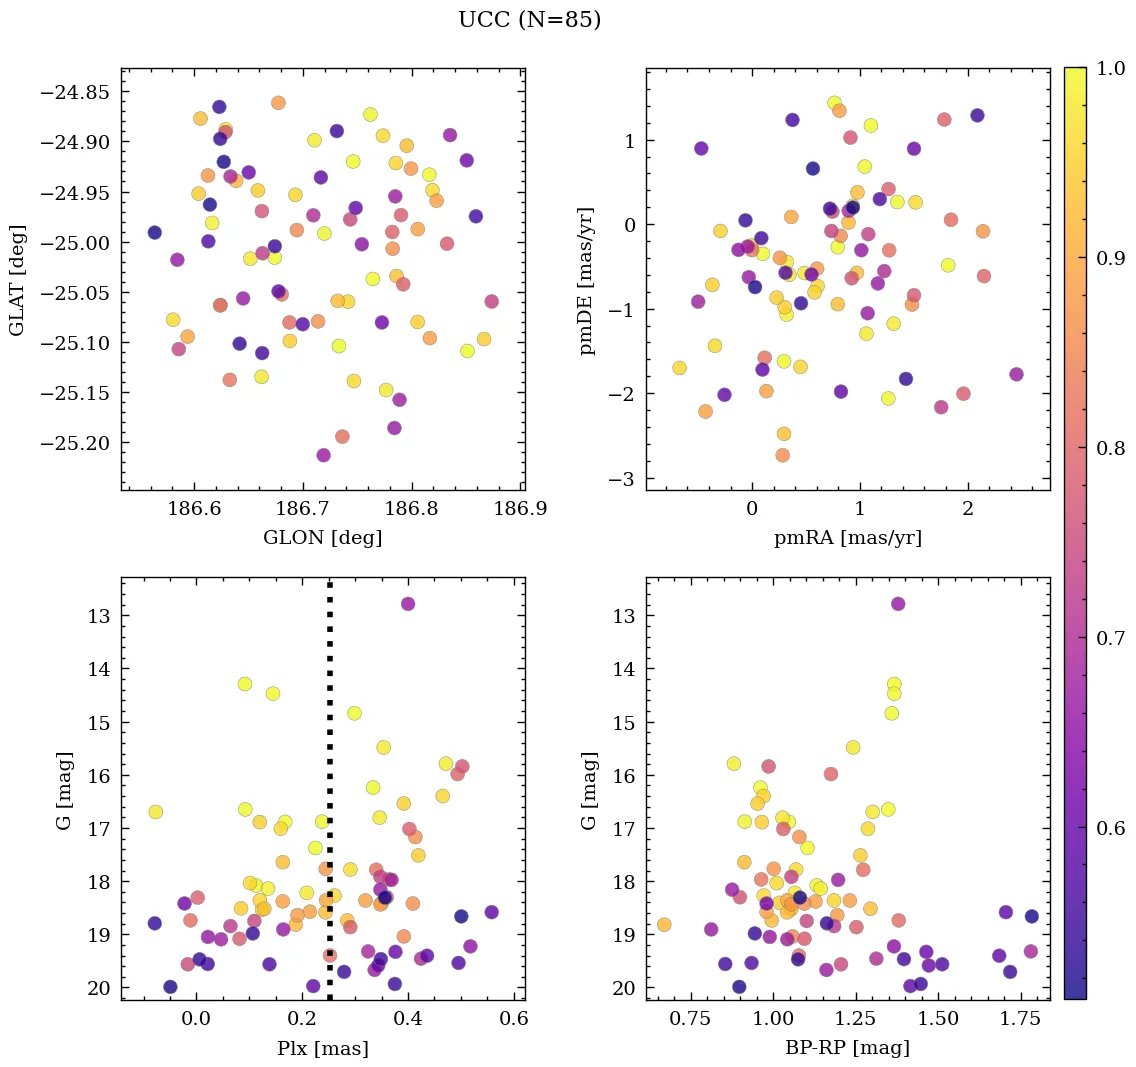 UCC (N=85)
−24.85
−24.90
−24.95
−25.00
−25.05
−25.10
−25.15
−25.20
GLAT [deg]
186.6 186.7 186.8 186.9
GLON [deg]
1
0
−1
−2
−3
pmDE [mas/yr]
0 1 2
pmRA [mas/yr]
1.0
0.9
0.8
0.7
0.6
13
14
15
16
17
18
19
20
G [mag]
0.0 0.2 0.4 0.6
Plx [mas]
13
14
15
16
17
18
19
20
G [mag]
0.75 1.00 1.25 1.50 1.75
BP-RP [mag]